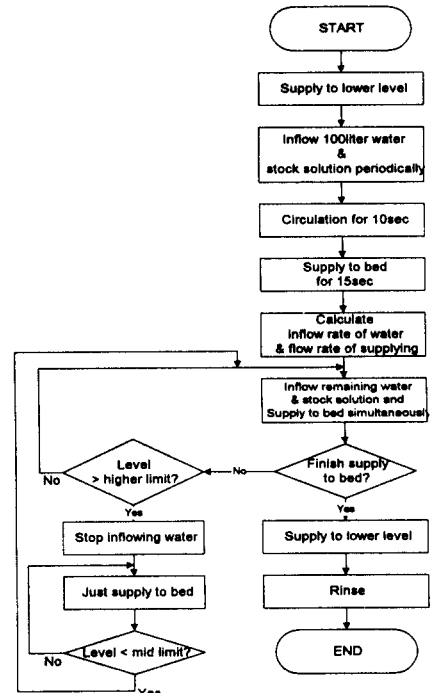 START
Supply to lower level
Inflow 100liter water
&
stock solution periodically
Circulation for 10sec
Supply to bed
for 15sec
Calculate
inflow rate of water
& flow rate of supplying
Inflow remaining water
& stock solution and
Supply to bed simultaneously
Finish supply
to bed?
No
Level
> higher limit?
No
Yes
Yes
Stop inflowing water
Supply to lower level
Just supply to bed
Rinse
Level < mid limit?
No
Yes
END